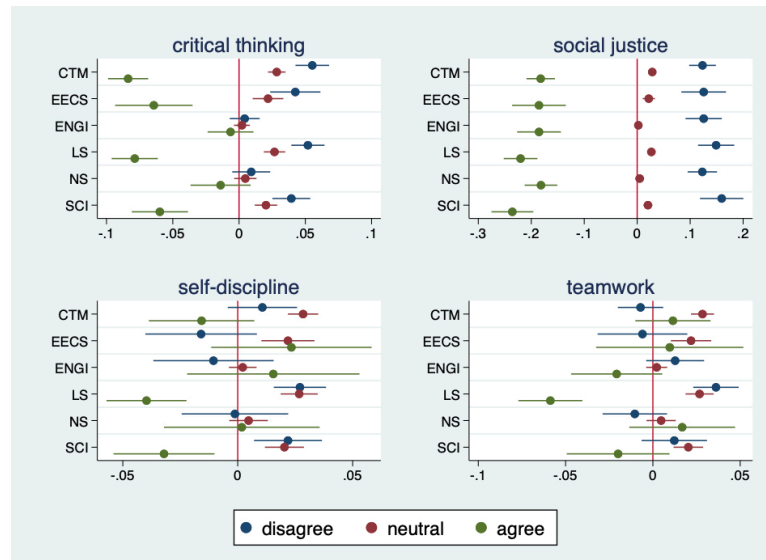 critical thinking
CTM
EECS
ENGI
LS
NS
SCI
-.1 -.05 0 .05 .1
social justice
CTM
EECS
ENGI
LS
NS
SCI
-.3 -.2 -.1 0 .1 .2
self-discipline
CTM
EECS
ENGI
LS
NS
SCI
-.05 0 .05
teamwork
CTM
EECS
ENGI
LS
NS
SCI
-.1 -.05 0 .05
disagree neutral agree